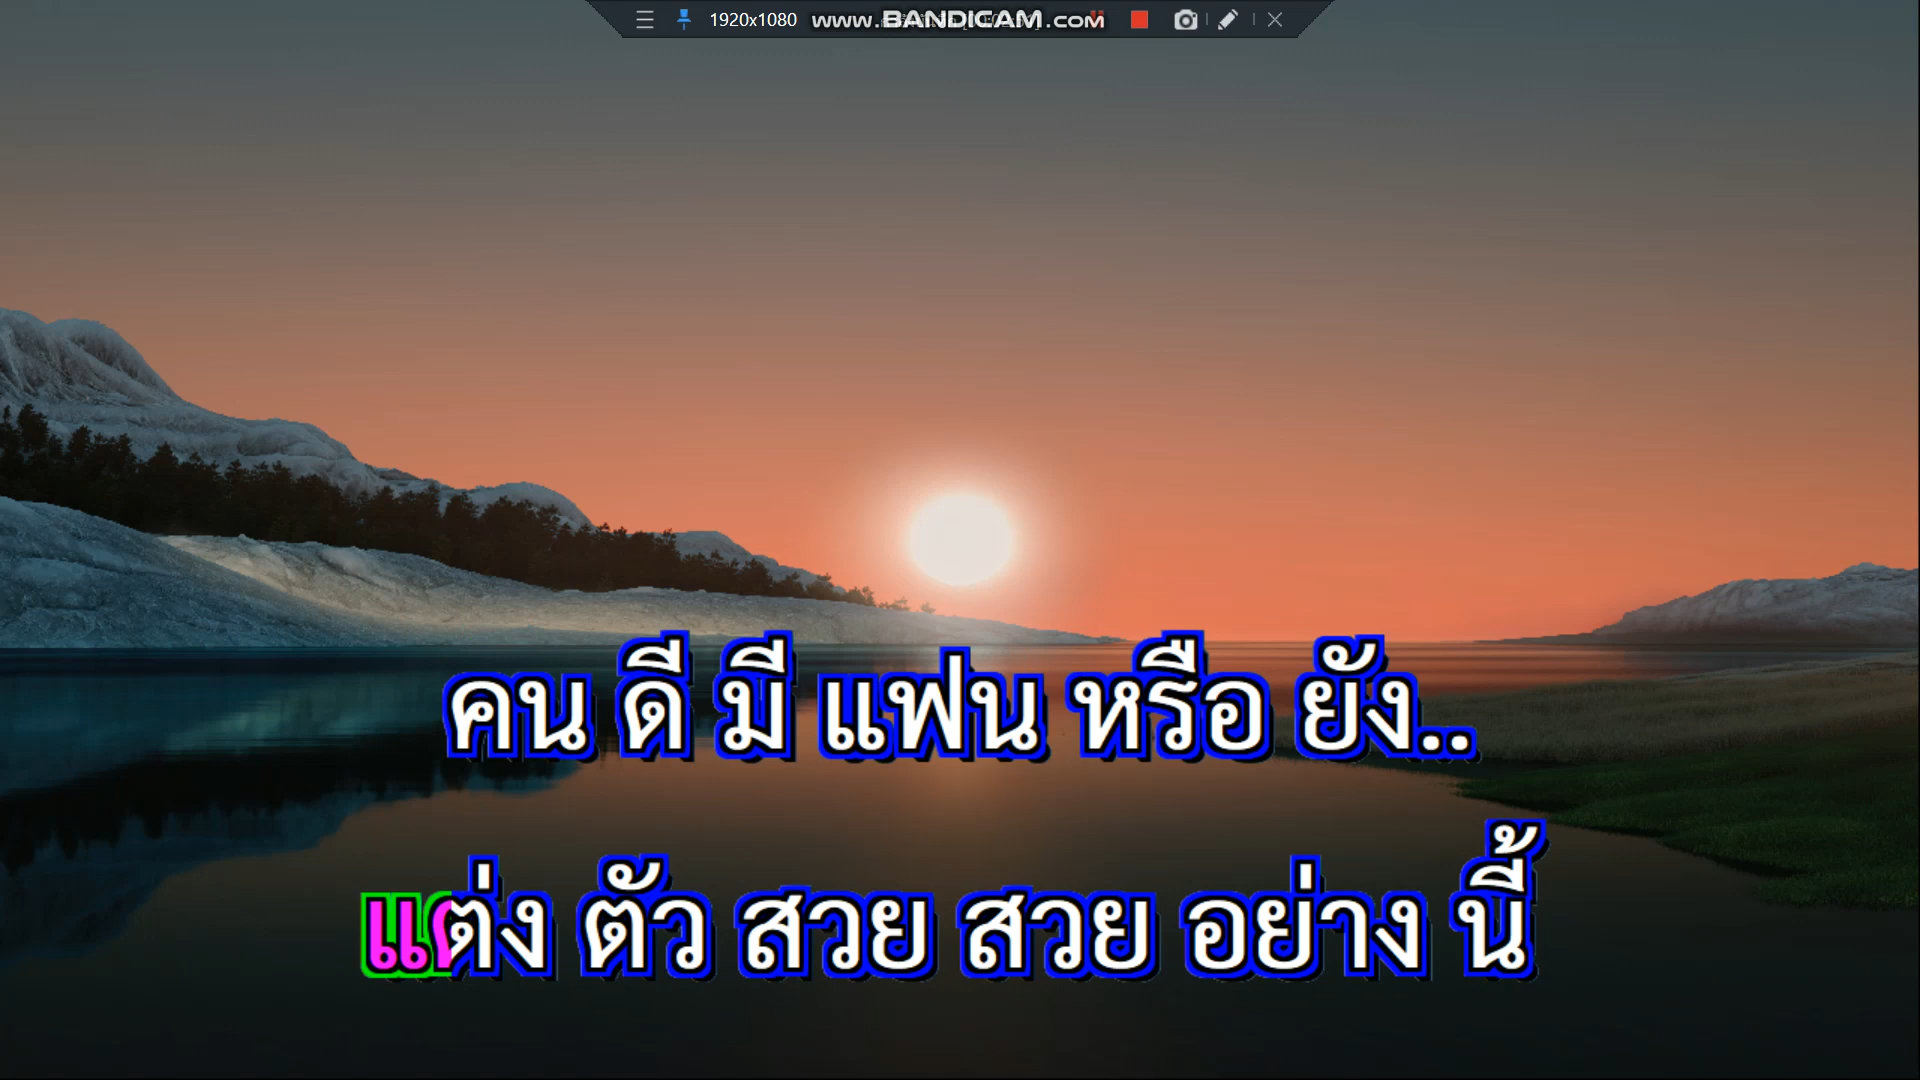 1920x1080 www.BANDICAM.com
คน ดี มี แฟน หรือ ยัง..
แต่ง ตัว สวย สวย อย่าง นี้